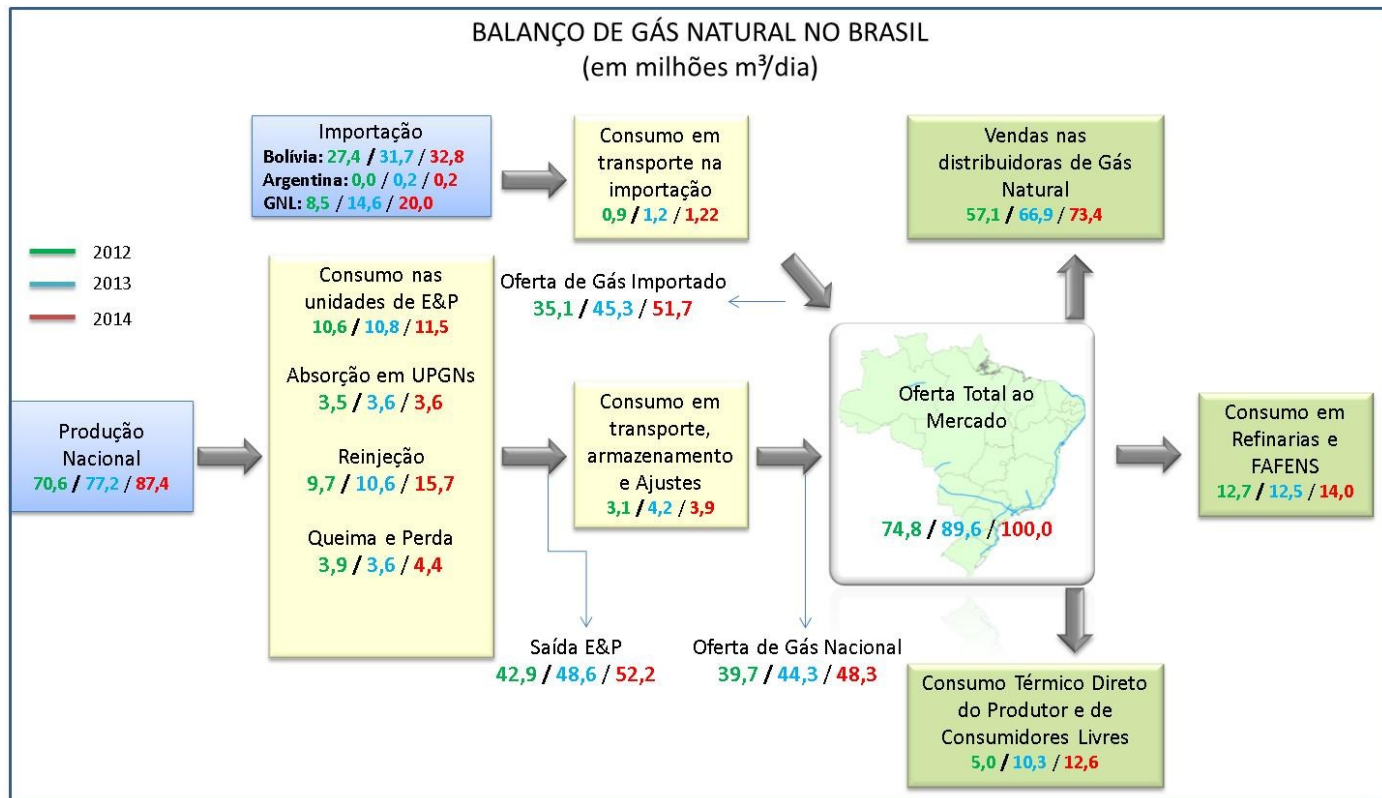 BALANÇO DE GÁS NATURAL NO BRASIL
(em milhões m³/dia)
Importação
Bolívia: 27,4 / 31,7 / 32,8
Argentina: 0,0 / 0,2 / 0,2
GNL: 8,5 / 14,6 / 20,0
Consumo em
transporte na
importação
0,9 / 1,2 / 1,22
Vendas nas
distribuidoras de Gás
Natural
57,1 / 66,9 / 73,4
2012
2013
2014
Consumo nas
unidades de E&P
10,6 / 10,8 / 11,5
Absorção em UPGNs
3,5 / 3,6 / 3,6
Reinjeção
9,7 / 10,6 / 15,7
Queima e Perda
3,9 / 3,6 / 4,4
Oferta de Gás Importado
35,1 / 45,3 / 51,7
Produção
Nacional
70,6 / 77,2 / 87,4
Consumo em
transporte,
armazenamento
e Ajustes
3,1 / 4,2 / 3,9
Oferta Total ao
Mercado
74,8 / 89,6 / 100,0
Consumo em
Refinarias e
FAFENS
12,7 / 12,5 / 14,0
Saída E&P
42,9 / 48,6 / 52,2
Oferta de Gás Nacional
39,7 / 44,3 / 48,3
Consumo Térmico Direto
do Produtor e de
Consumidores Livres
5,0 / 10,3 / 12,6